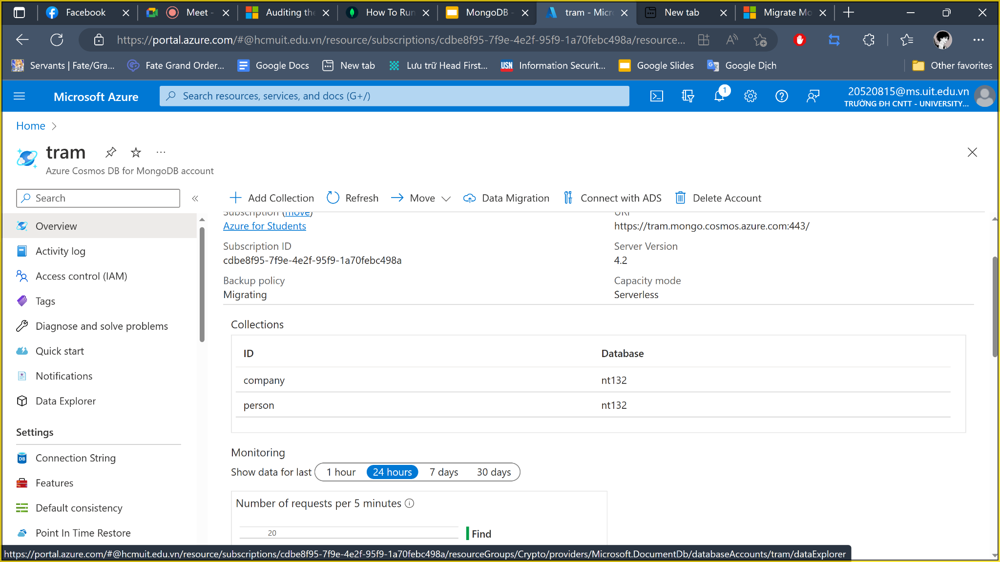 Facebook
Meet -
Auditing the
How To Run
MongoDB -
tram - Micro
New tab
Migrate Mo
https://portal.azure.com/#@hcmuit.edu.vn/resource/subscriptions/cdbe8f95-7f9e-4e2f-95f9-1a70febc498a/resource...
Servants | Fate/Gra...
Fate Grand Order...
Google Docs
New tab
Lưu trữ Head First...
USN
Information Securit...
Google Slides
Google Dịch
Other favorites
Microsoft Azure
Search resources, services, and docs (G+/)
1
20520815@ms.uit.edu.vn
TRƯỜNG ĐH CNTT - UNIVERSITY...
Home
tram
Azure Cosmos DB for MongoDB account
Search
Add Collection
Refresh
Move
Data Migration
Connect with ADS
Delete Account
Overview
Activity log
Access control (IAM)
Tags
Diagnose and solve problems
Quick start
Notifications
Data Explorer
Settings
Connection String
Features
Default consistency
Point In Time Restore
Subscription (move)
Azure for Students
Subscription ID
cdbe8f95-7f9e-4e2f-95f9-1a70febc498a
Backup policy
Migrating
URI
https://tram.mongo.cosmos.azure.com:443/
Server Version
4.2
Capacity mode
Serverless
Collections
ID Database
company nt132
person nt132
Monitoring
Show data for last 1 hour 24 hours 7 days 30 days
Number of requests per 5 minutes
20
Find
https://portal.azure.com/#@hcmuit.edu.vn/resource/subscriptions/cdbe8f95-7f9e-4e2f-95f9-1a70febc498a/resourceGroups/Crypto/providers/Microsoft.DocumentDb/databaseAccounts/tram/dataExplorer